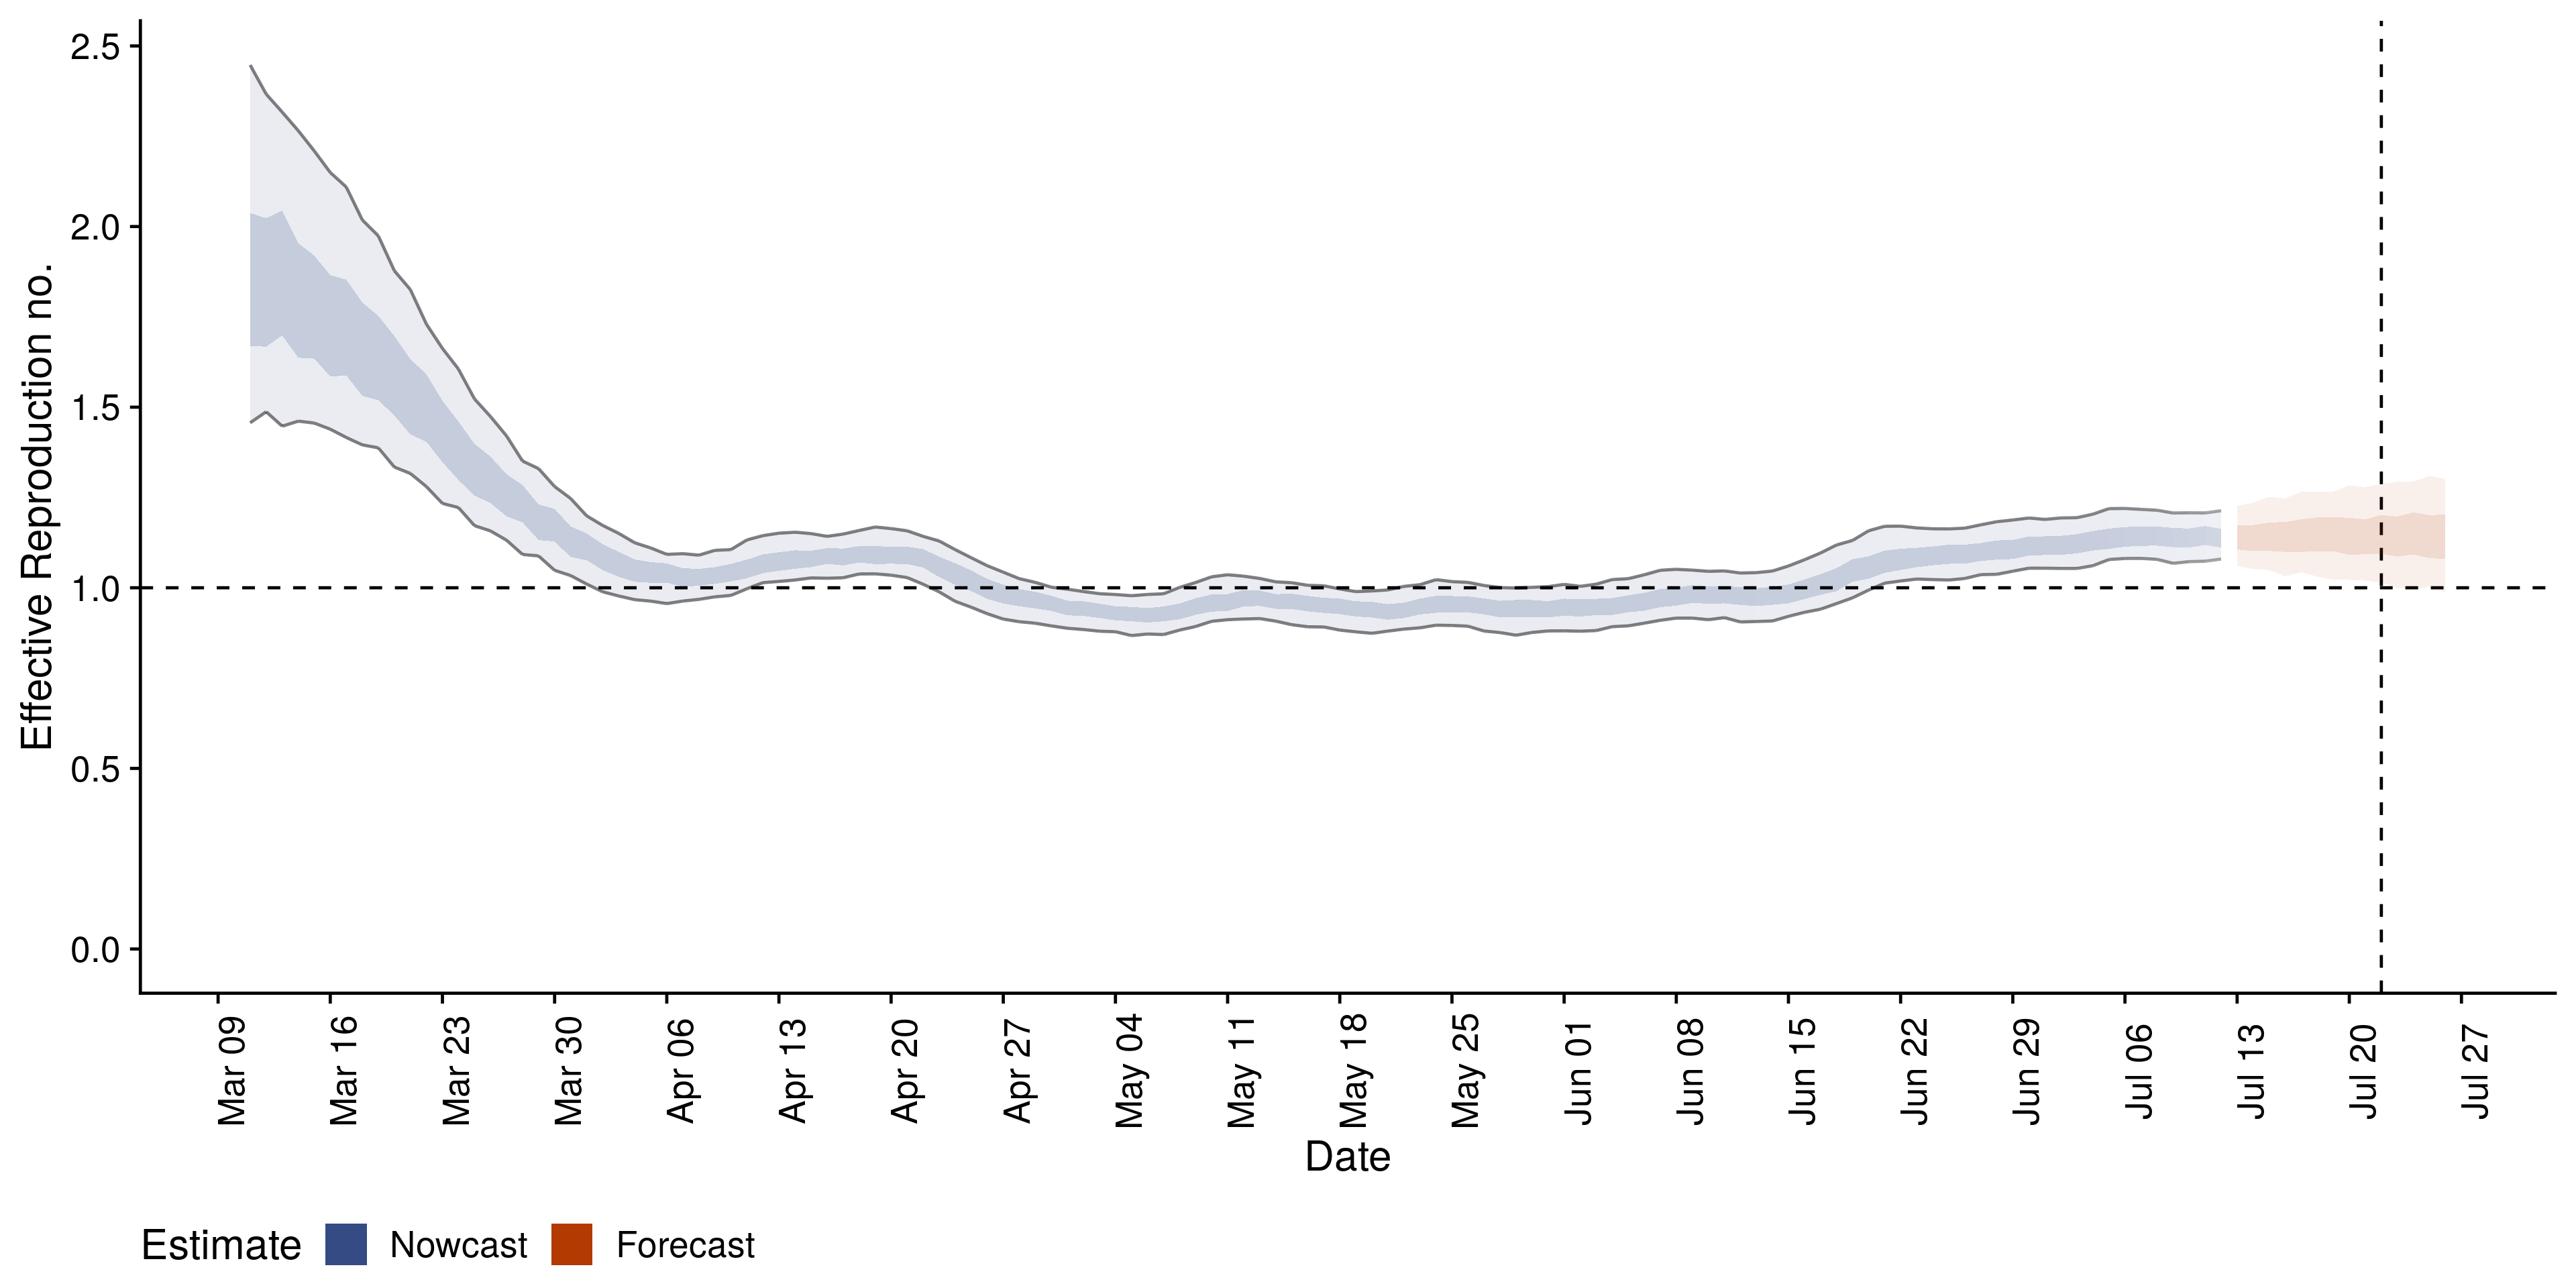 Effective Reproduction no.
2.5
2.0
1.5
1.0
0.5
0.0
Mar 09
Mar 16
Mar 23
Mar 30
Apr 06
Apr 13
Apr 20
Apr 27
May 04
May 11
May 18
May 25
Jun 01
Jun 08
Jun 15
Jun 22
Jun 29
Jul 06
Jul 13
Jul 20
Jul 27
Date
Estimate Nowcast Forecast